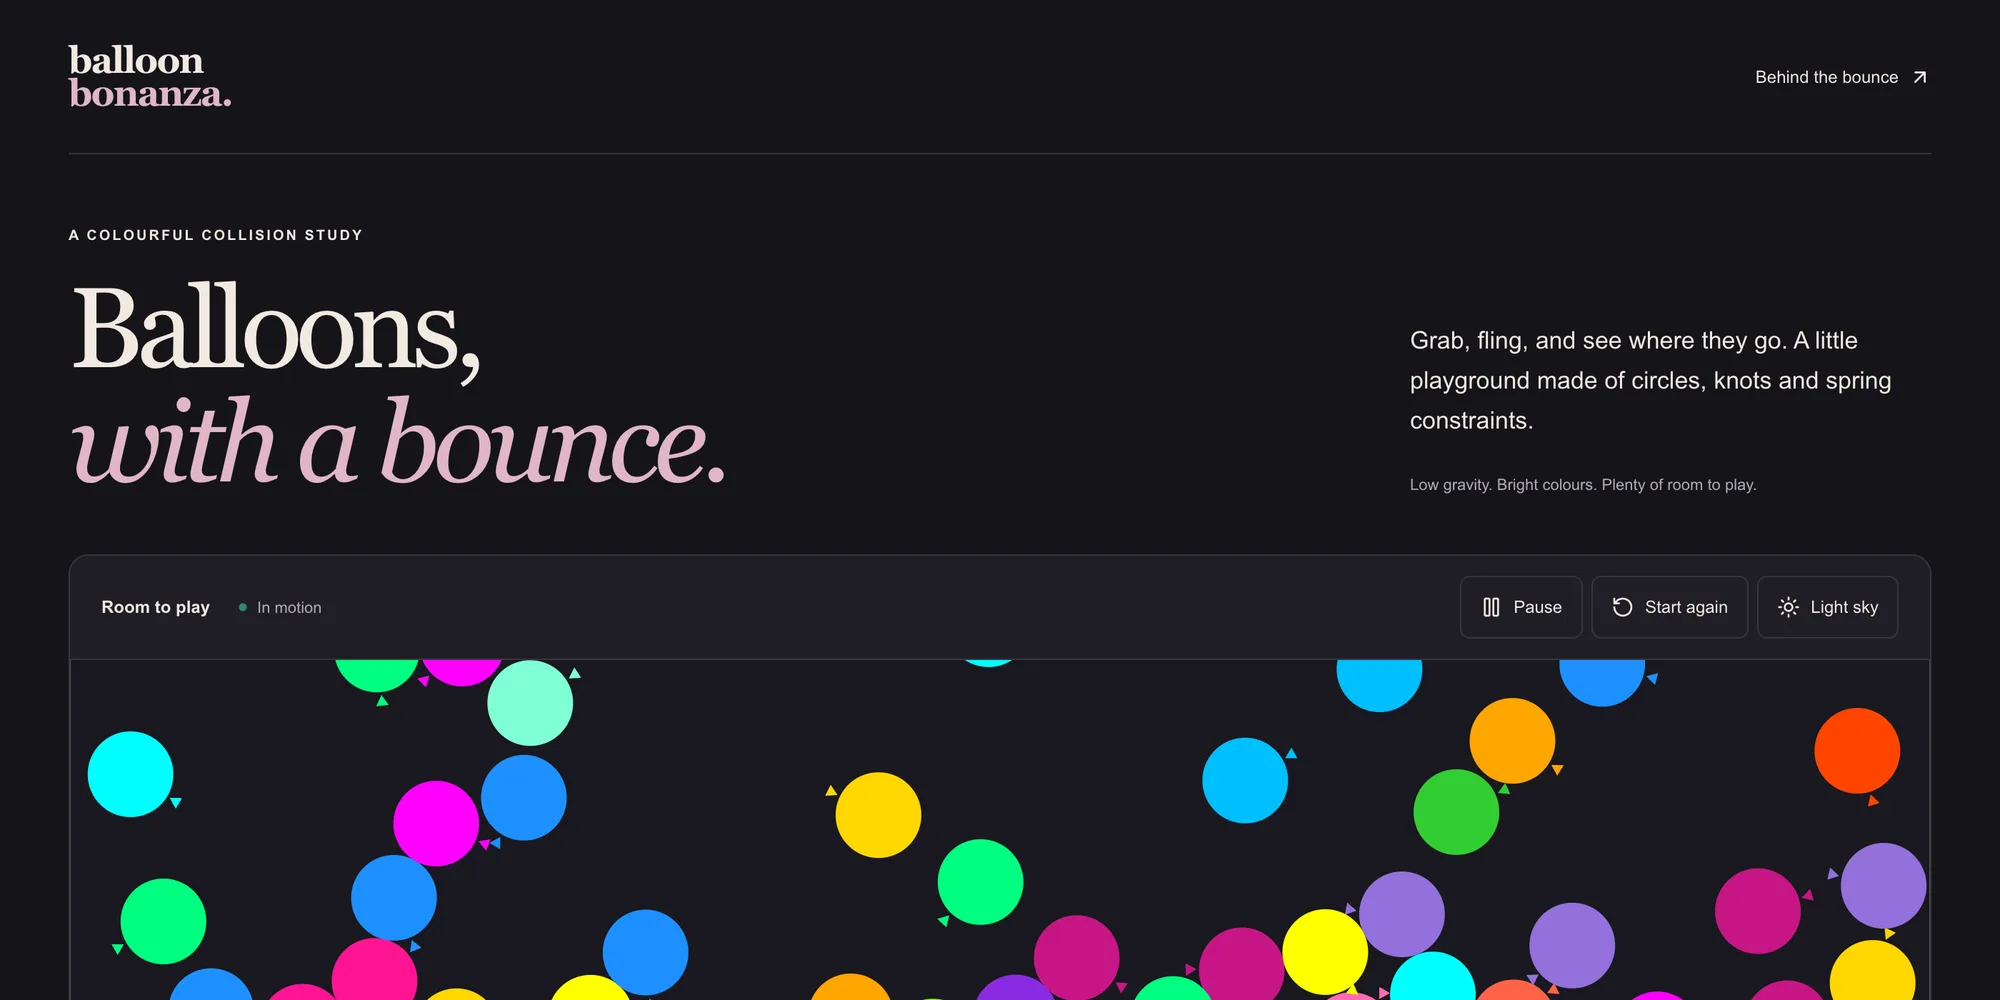 balloon
bonanza.
Behind the bounce
A COLOURFUL COLLISION STUDY
Balloons,
with a bounce.
Grab, fling, and see where they go. A little
playground made of circles, knots and spring
constraints.
Low gravity. Bright colours. Plenty of room to play.
Room to play
In motion
Pause
Start again
Light sky